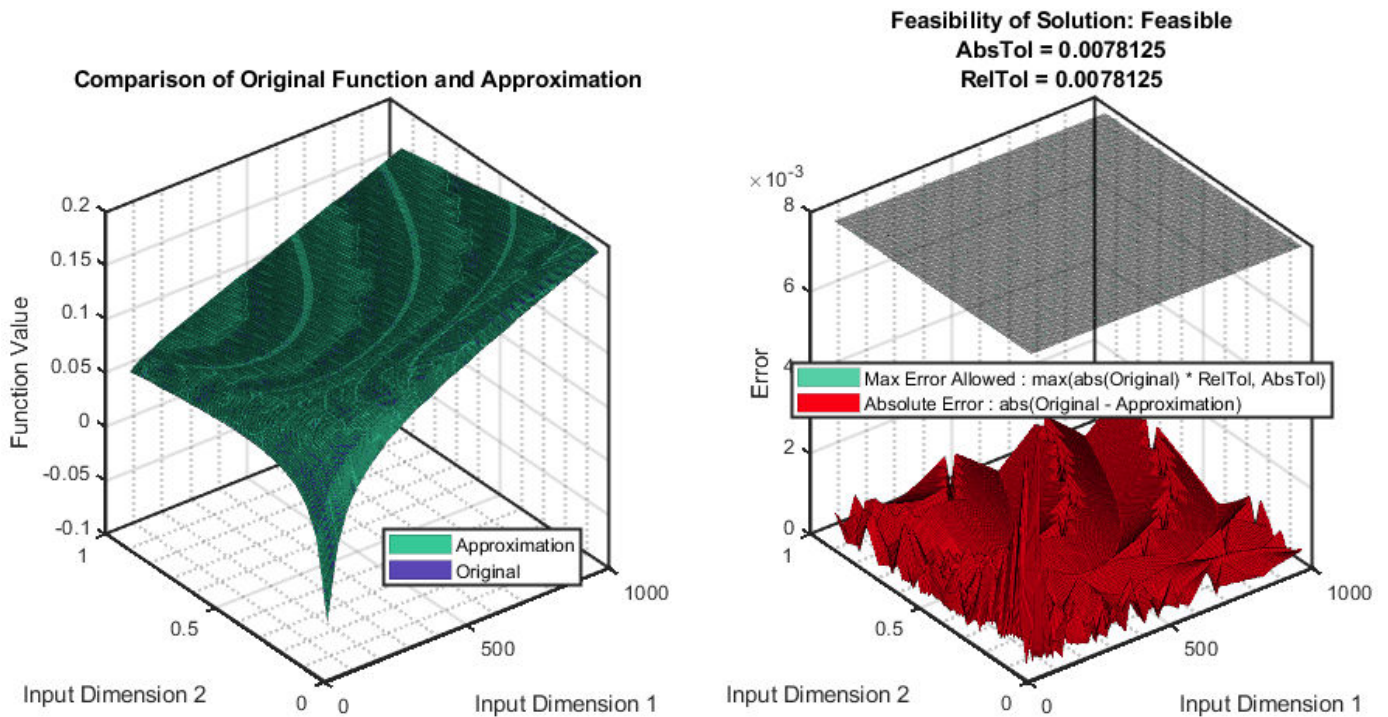 Comparison of Original Function and Approximation
0.2
0.15
0.1
0.05
0
-0.05
-0.1
Function Value
1
0.5
0
Input Dimension 2
0
500
1000
Input Dimension 1
Approximation
Original
Feasibility of Solution: Feasible
AbsTol = 0.0078125
RelTol = 0.0078125
× 10⁻³
8
6
4
2
0
Error
Max Error Allowed : max(abs(Original) * RelTol, AbsTol)
Absolute Error : abs(Original - Approximation)
1
0.5
0
Input Dimension 2
0
500
1000
Input Dimension 1